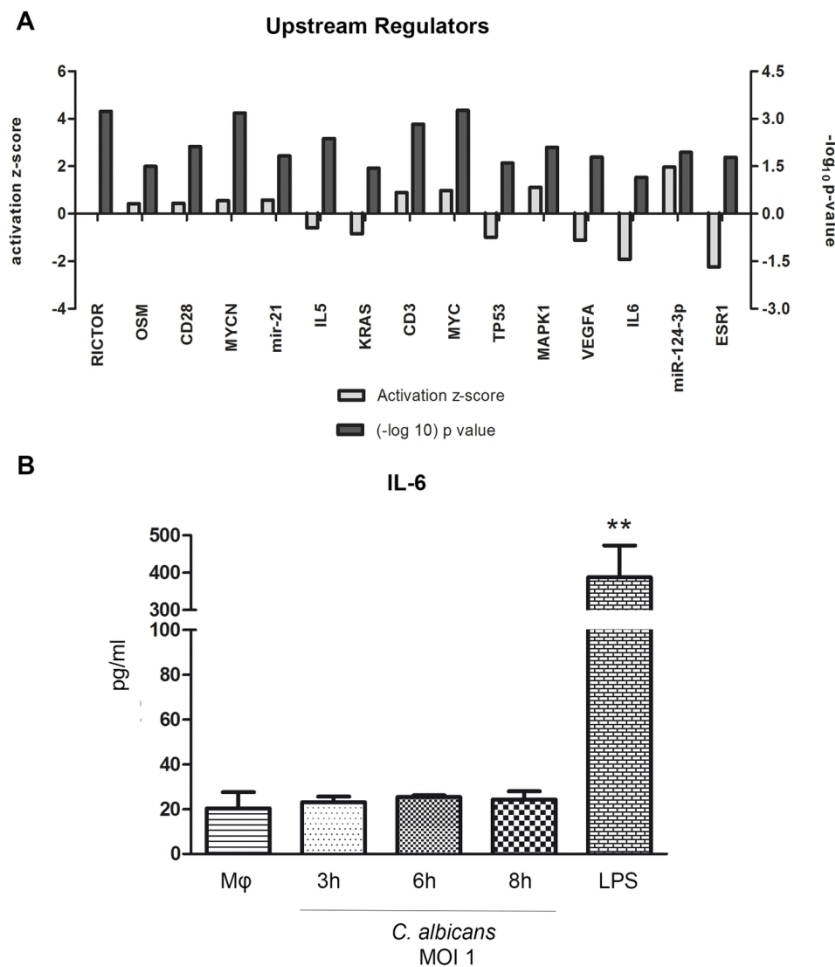 A
Upstream Regulators
activation z-score
6
4
2
0
-2
-4
4.5
3.0
1.5
0.0
-1.5
-3.0
-log10 p-value
RICTOR
OSM
CD28
MYCN
mir-21
IL5
KRAS
CD3
MYC
TP53
MAPK1
VEGFA
IL6
miR-124-3p
ESR1
Activation z-score
(-log 10) p value
B
IL-6
pg/ml
500
400
300
100
80
60
40
20
0
**
Mφ
3h
6h
8h
LPS
C. albicans
MOI 1